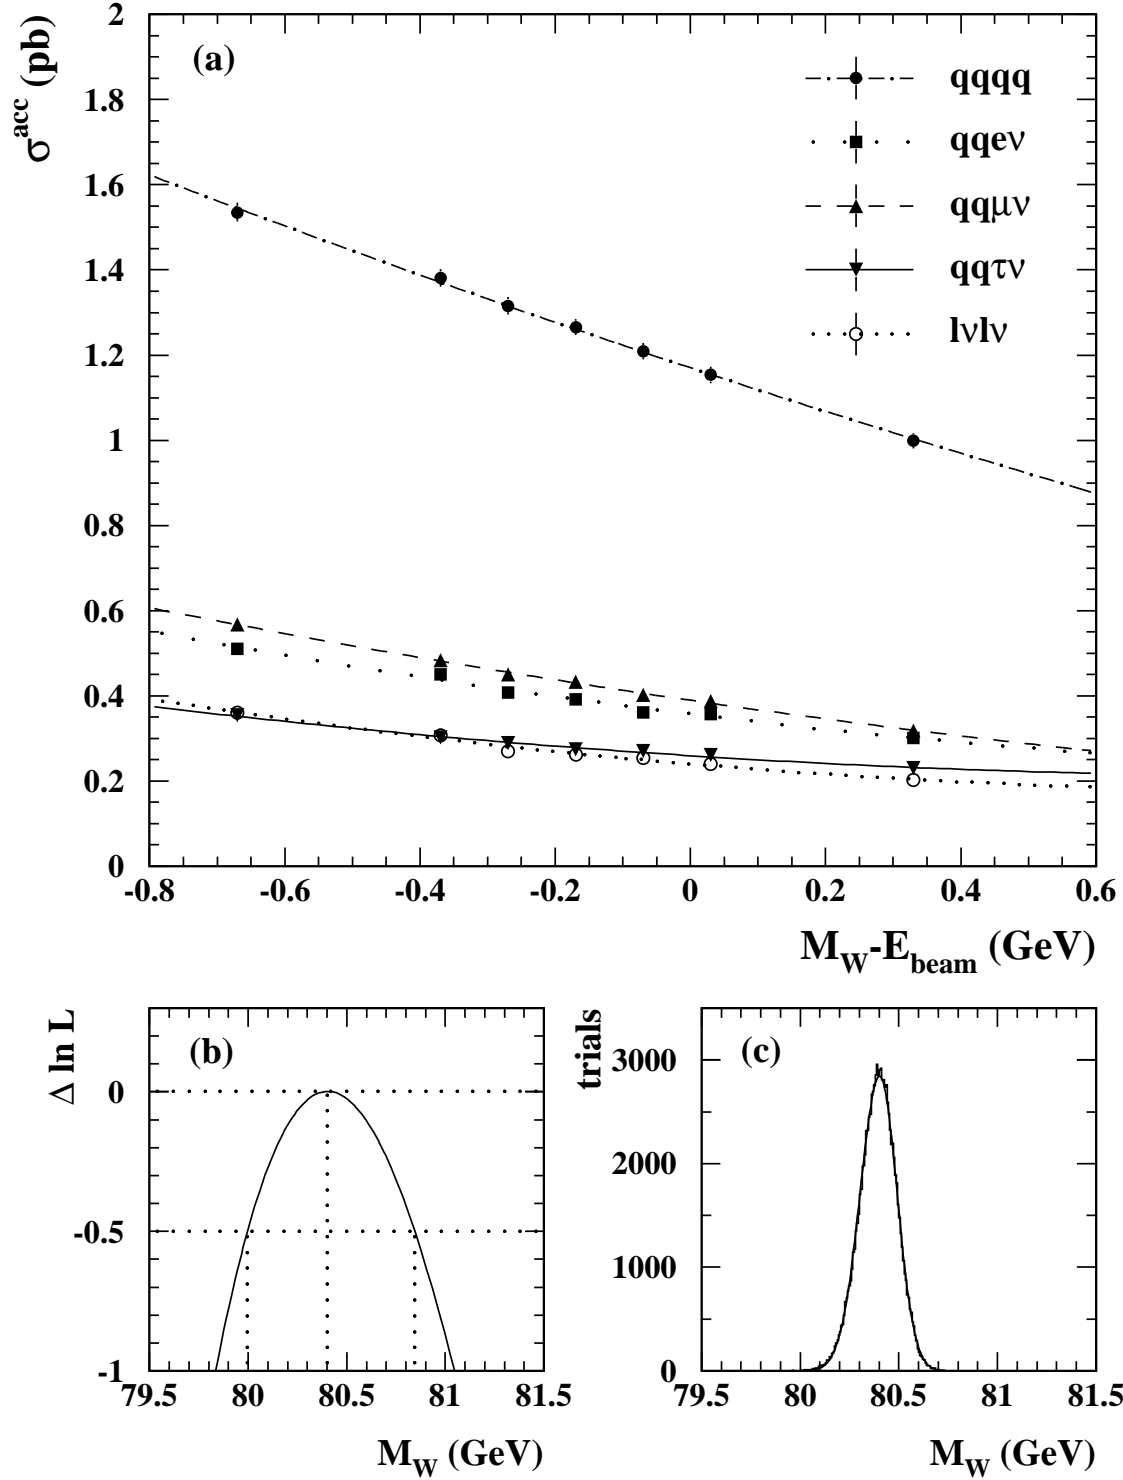 σ^acc (pb)
(a)
qqqq
qqeν
qqμν
qqτν
lνlν
2
1.8
1.6
1.4
1.2
1
0.8
0.6
0.4
0.2
0
-0.8 -0.6 -0.4 -0.2 0 0.2 0.4 0.6
M_W-E_beam (GeV)
Δ ln L
(b)
0
-0.5
-1
79.5 80 80.5 81 81.5
M_W (GeV)
trials
(c)
3000
2000
1000
0
79.5 80 80.5 81 81.5
M_W (GeV)